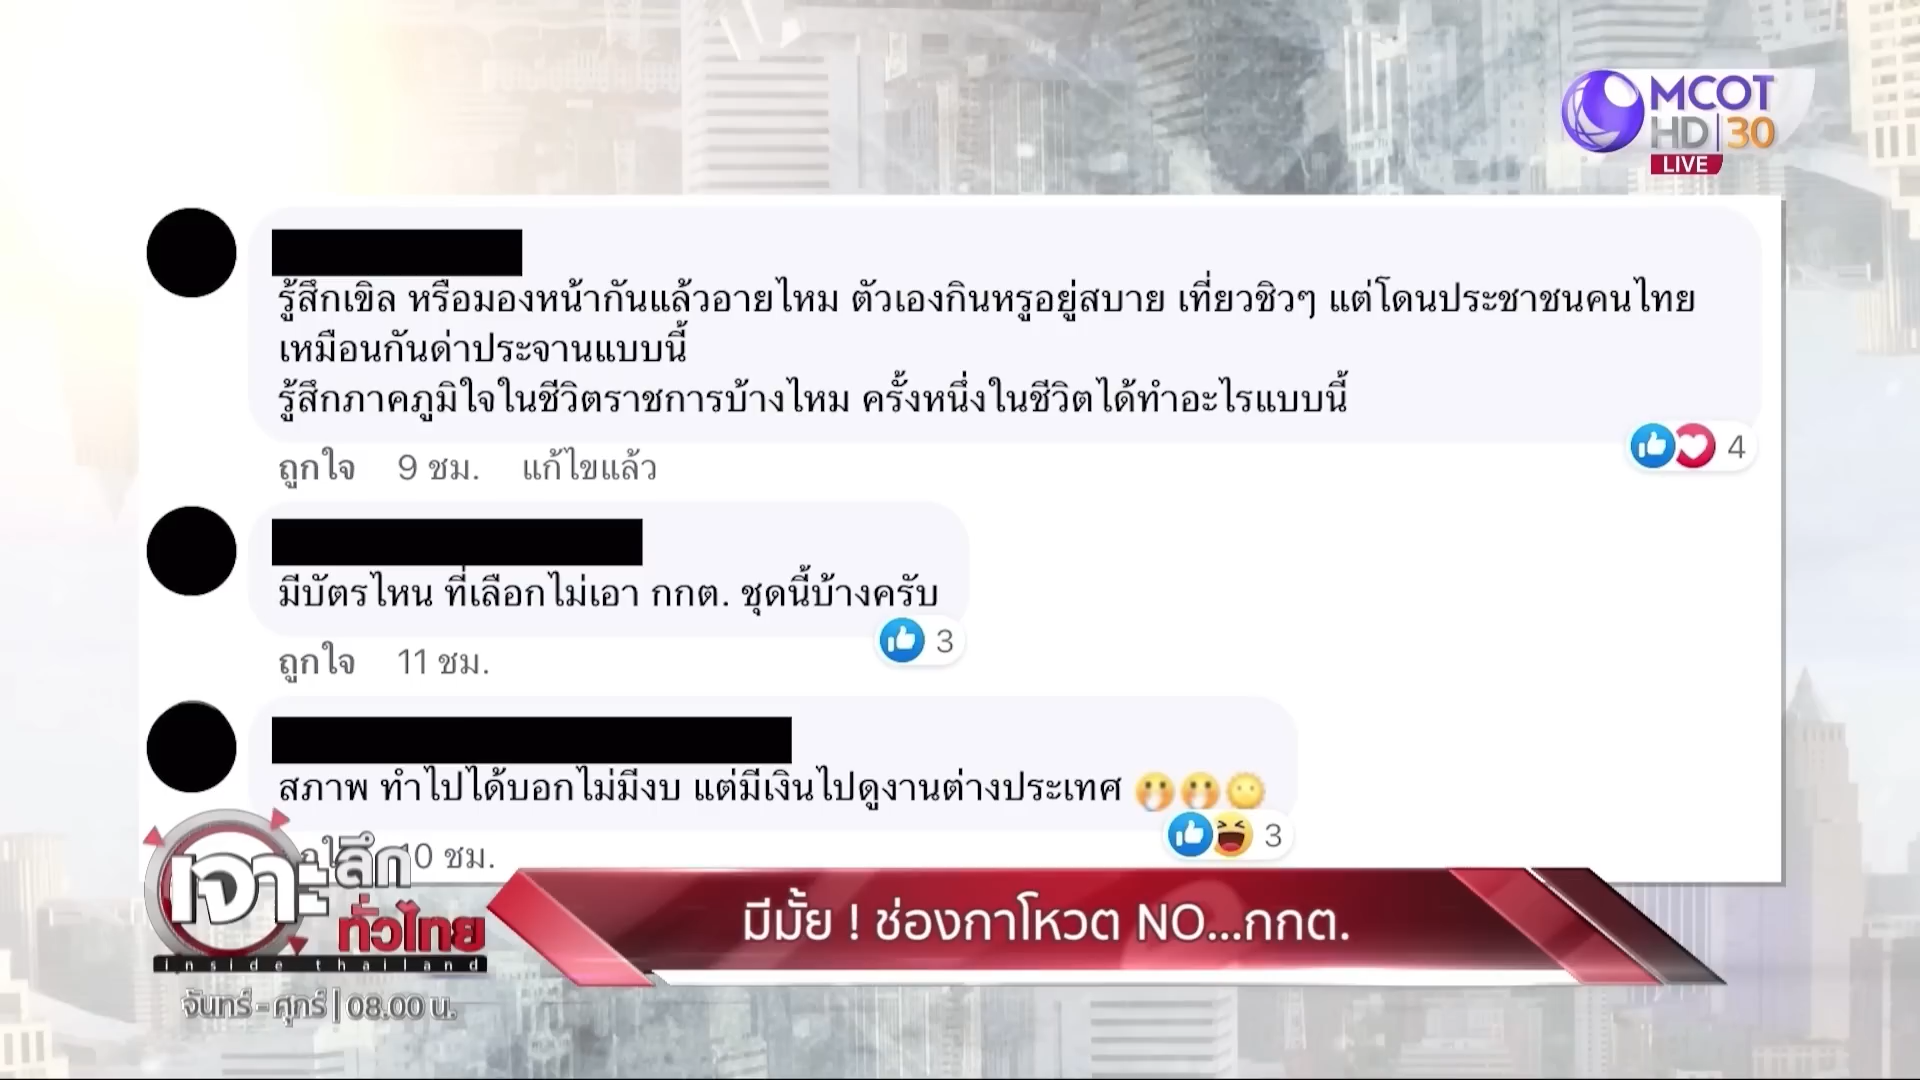 MCOT
HD 30
LIVE
รู้สึกเขิล หรือมองหน้ากันแล้วอายไหม ตัวเองกินหรูอยู่สบาย เที่ยวชิวๆ แต่โดนประชาชนคนไทย
เหมือนกันด่าประจานแบบนี้
รู้สึกภาคภูมิใจในชีวิตราชการบ้างไหม ครั้งหนึ่งในชีวิตได้ทำอะไรแบบนี้
4
ถูกใจ 9 ชม. แก้ไขแล้ว
มีบัตรไหน ที่เลือกไม่เอา กกต. ชุดนี้บ้างครับ
3
ถูกใจ 11 ชม.
สภาพ ทำไปได้บอกไม่มีงบ แต่มีเงินไปดูงานต่างประเทศ
3
10 ชม.
เจาะลึก
ทั่วไทย
inside thailand
จันทร์ - ศุกร์ | 08.00 น.
มีมั้ย ! ช่องกาโหวต NO...กกต.